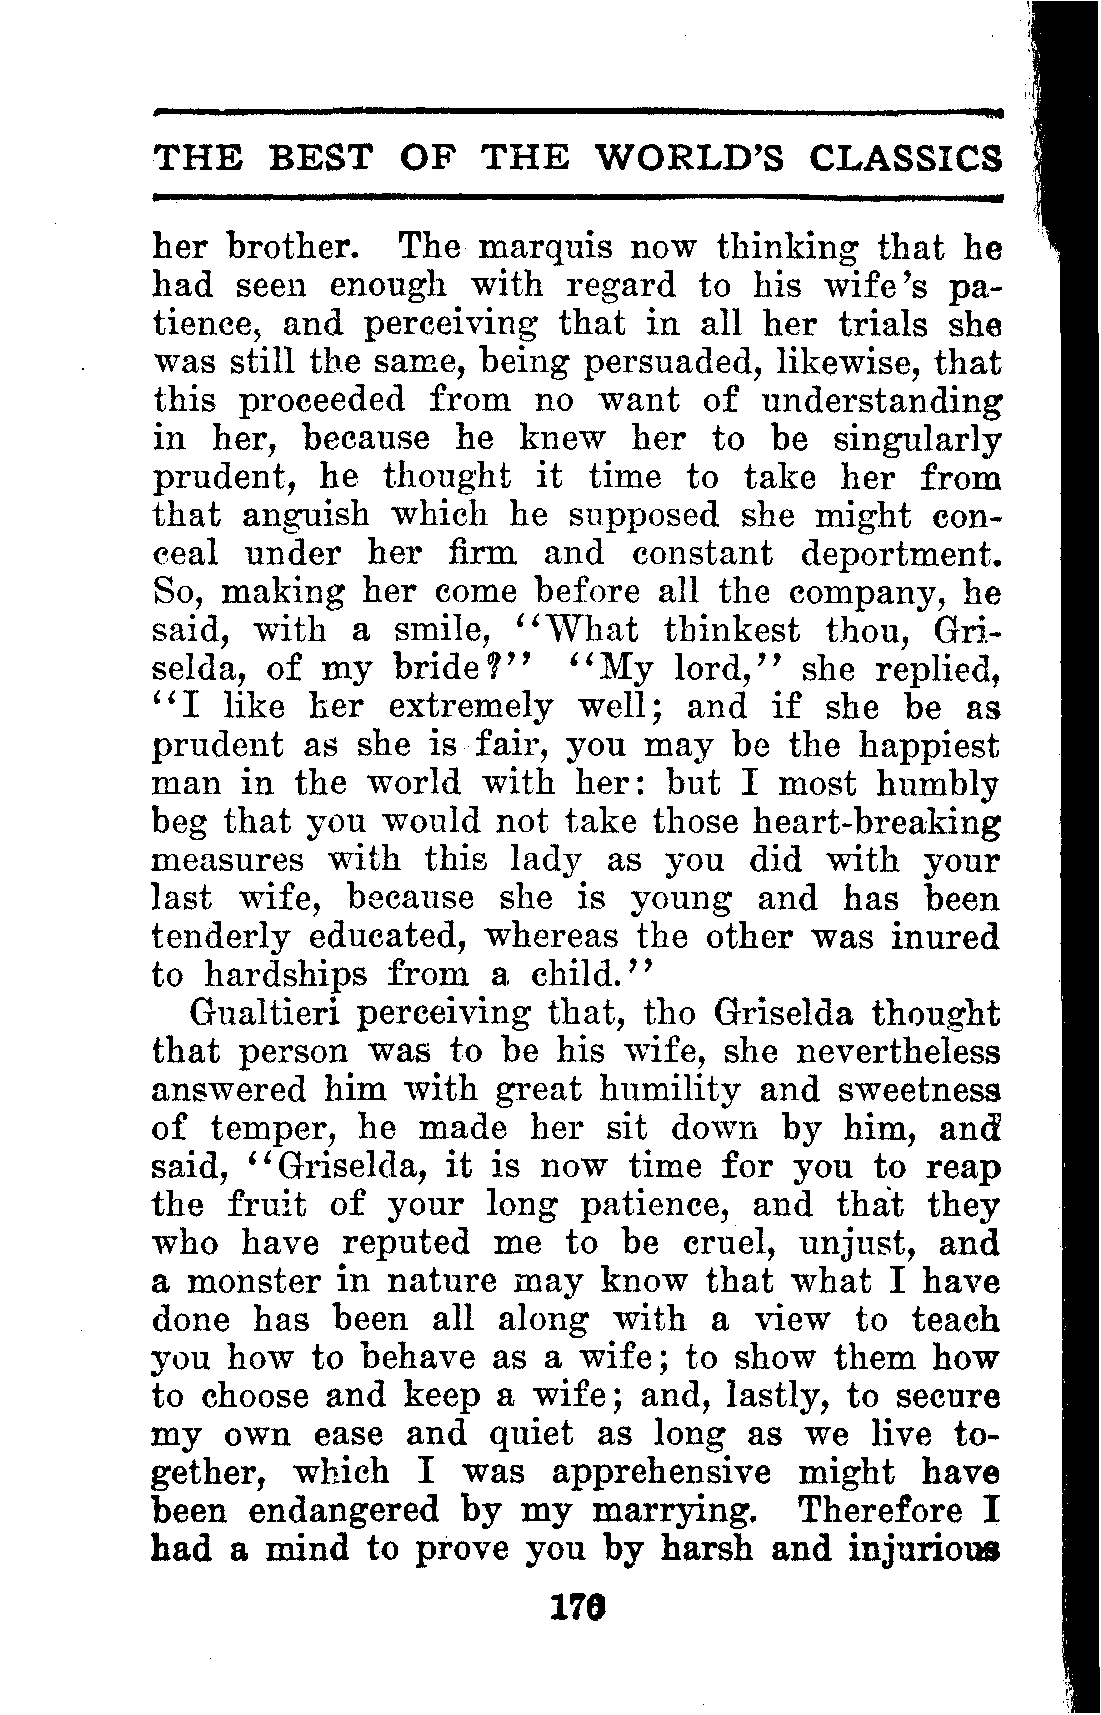 THE BEST OF THE WORLD'S CLASSICS
her brother. The marquis now thinking that he
had seen enough with regard to his wife's pa-
tience, and perceiving that in all her trials she
was still the same, being persuaded, likewise, that
this proceeded from no want of understanding
in her, because he knew her to be singularly
prudent, he thought it time to take her from
that anguish which he supposed she might con-
ceal under her firm and constant deportment.
So, making her come before all the company, he
said, with a smile, "What thinkest thou, Gri-
selda, of my bride?" "My lord," she replied,
"I like her extremely well; and if she be as
prudent as she is fair, you may be the happiest
man in the world with her: but I most humbly
beg that you would not take those heart-breaking
measures with this lady as you did with your
last wife, because she is young and has been
tenderly educated, whereas the other was inured
to hardships from a child."
Gualtieri perceiving that, tho Griselda thought
that person was to be his wife, she nevertheless
answered him with great humility and sweetness
of temper, he made her sit down by him, and
said, "Griselda, it is now time for you to reap
the fruit of your long patience, and that they
who have reputed me to be cruel, unjust, and
a monster in nature may know that what I have
done has been all along with a view to teach
you how to behave as a wife; to show them how
to choose and keep a wife; and, lastly, to secure
my own ease and quiet as long as we live to-
gether, which I was apprehensive might have
been endangered by my marrying. Therefore I
had a mind to prove you by harsh and injurious
170